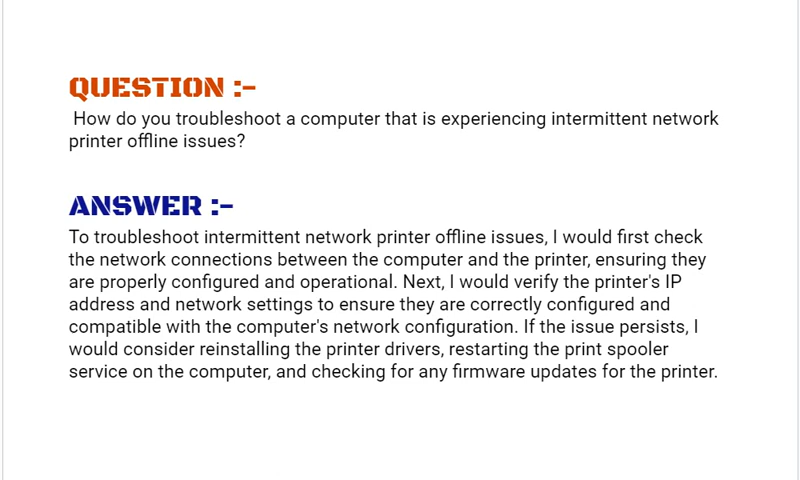 QUESTION :-
How do you troubleshoot a computer that is experiencing intermittent network
printer offline issues?
ANSWER :-
To troubleshoot intermittent network printer offline issues, I would first check
the network connections between the computer and the printer, ensuring they
are properly configured and operational. Next, I would verify the printer's IP
address and network settings to ensure they are correctly configured and
compatible with the computer's network configuration. If the issue persists, I
would consider reinstalling the printer drivers, restarting the print spooler
service on the computer, and checking for any firmware updates for the printer.